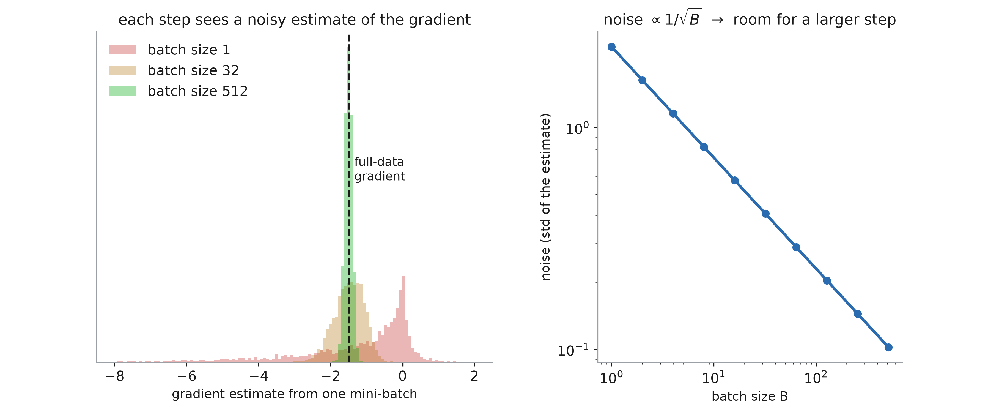 each step sees a noisy estimate of the gradient
batch size 1
batch size 32
batch size 512
full-data
gradient
−8 −6 −4 −2 0 2
gradient estimate from one mini-batch
noise ∝ 1/√B → room for a larger step
noise (std of the estimate)
10⁰
10⁻¹
10⁰ 10¹ 10²
batch size B